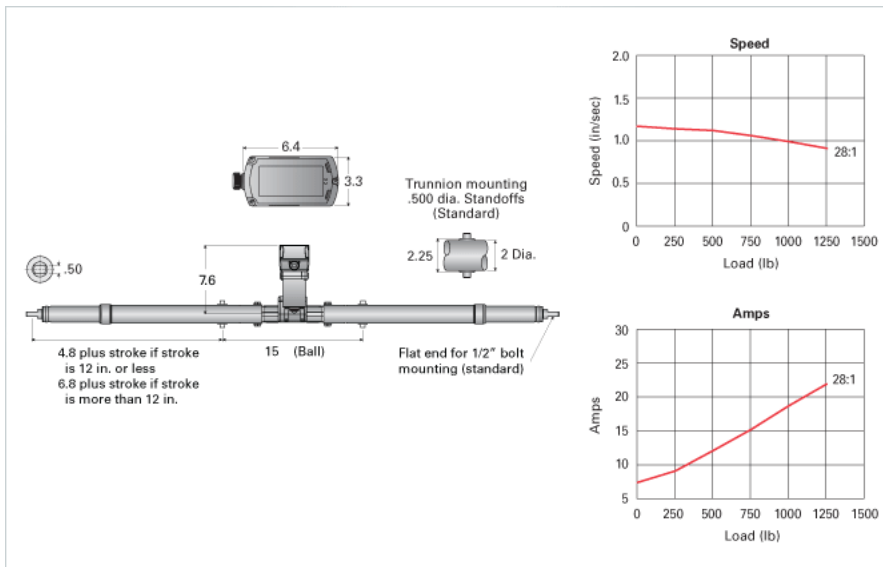 6.4
3.3
Trunnion mounting
.500 dia. Standoffs
(Standard)
2.25
2 Dia.
.50
7.6
4.8 plus stroke if stroke
is 12 in. or less
6.8 plus stroke if stroke
is more than 12 in.
15 (Ball)
Flat end for 1/2" bolt
mounting (standard)
Speed
Speed (in/sec)
2.0
1.5
1.0
0.5
0
28:1
0 250 500 750 1000 1250 1500
Load (lb)
Amps
Amps
30
25
20
15
10
5
28:1
0 250 500 750 1000 1250 1500
Load (lb)